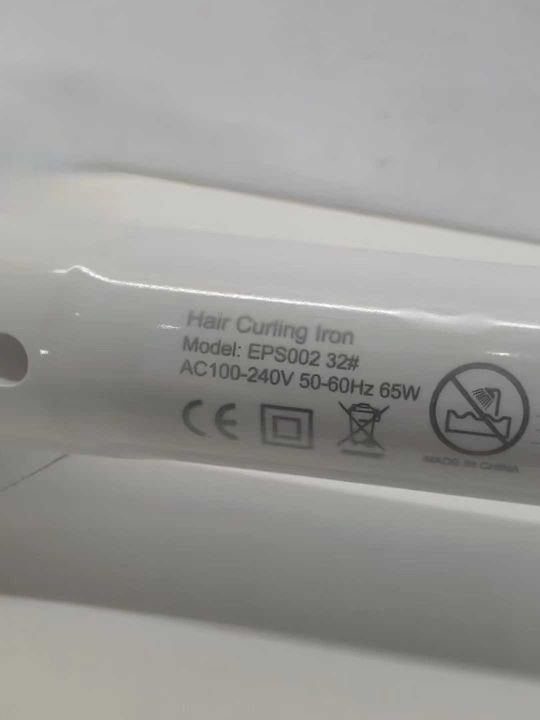 Hair Curling Iron
Model: EPS002 32#
AC100-240V 50-60Hz 65W
CE
MADE IN CHINA